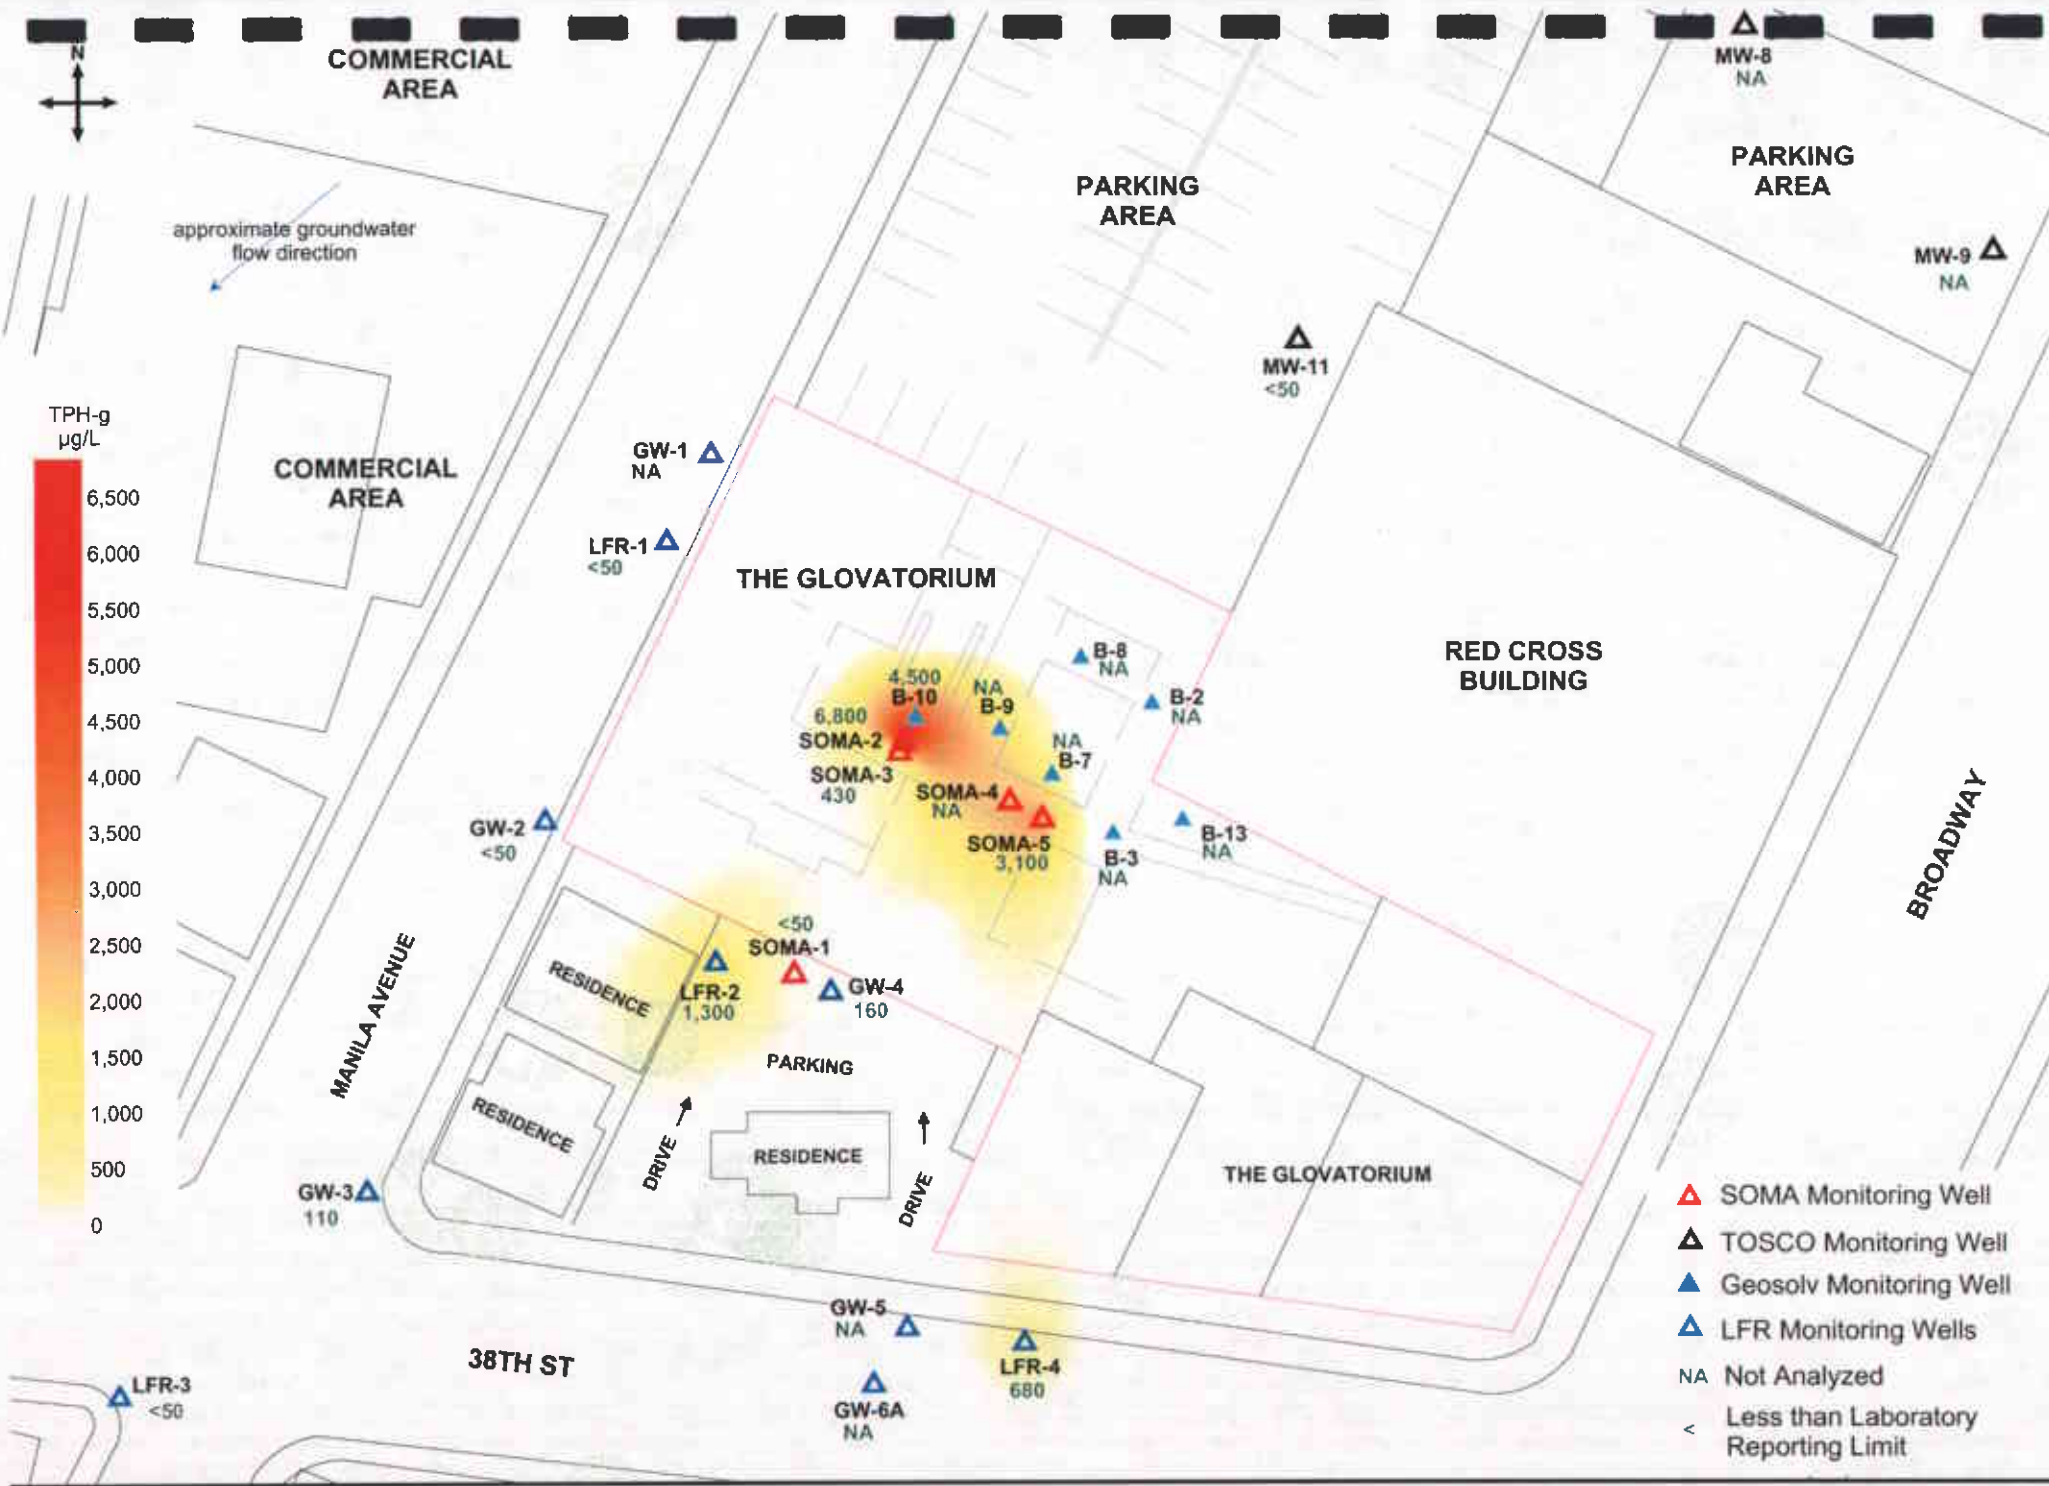 N
COMMERCIAL
AREA
MW-8
NA
PARKING
AREA
PARKING
AREA
approximate groundwater
flow direction
MW-9
NA
MW-11
<50
TPH-g
µg/L
6,500
6,000
5,500
5,000
4,500
4,000
3,500
3,000
2,500
2,000
1,500
1,000
500
0
COMMERCIAL
AREA
GW-1
NA
LFR-1
<50
THE GLOVATORIUM
RED CROSS
BUILDING
B-8
NA
4,500
B-10
NA
B-9
B-2
NA
6,800
SOMA-2
NA
B-7
SOMA-3
430
SOMA-4
NA
GW-2
<50
SOMA-5
3,100
B-3
NA
B-13
NA
BROADWAY
MANILA AVENUE
<50
SOMA-1
RESIDENCE
LFR-2
1,300
GW-4
160
PARKING
RESIDENCE
DRIVE
RESIDENCE
DRIVE
THE GLOVATORIUM
GW-3
110
GW-5
NA
LFR-4
680
38TH ST
LFR-3
<50
GW-6A
NA
SOMA Monitoring Well
TOSCO Monitoring Well
Geosolv Monitoring Well
LFR Monitoring Wells
NA Not Analyzed
< Less than Laboratory
Reporting Limit